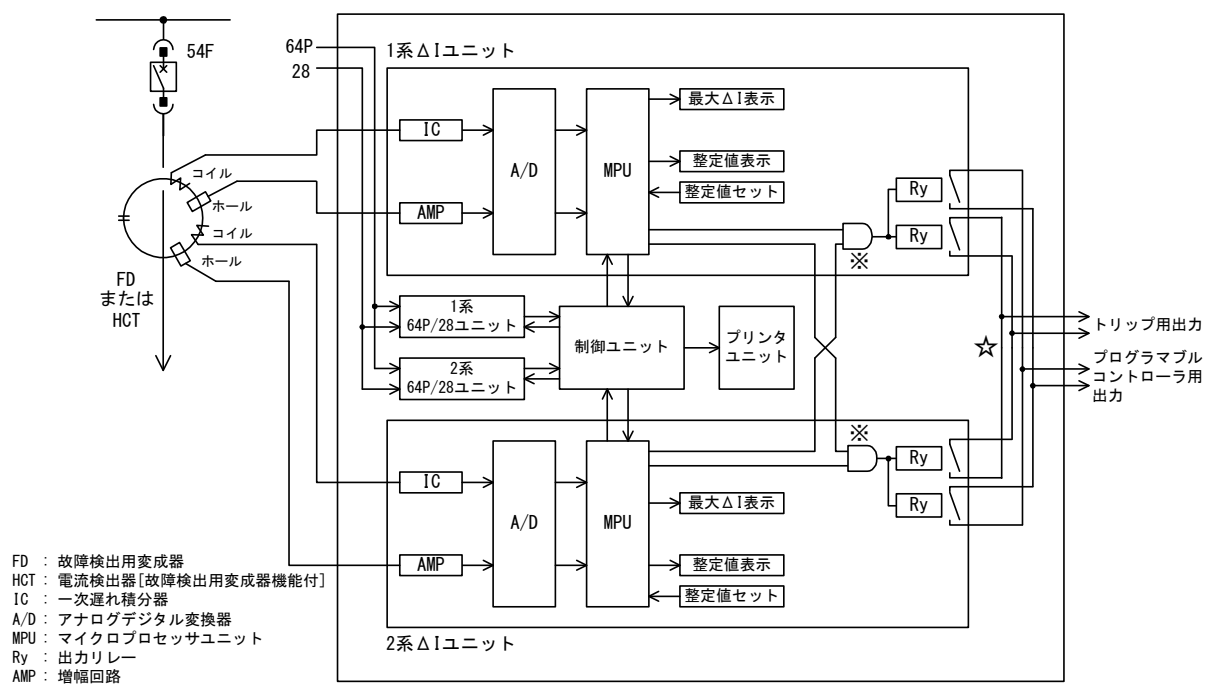 54F
64P
28
1系ΔIユニット
IC
A/D
MPU
最大ΔI表示
整定値表示
整定値セット
AMP
Ry
Ry
※
コイル
ホール
コイル
ホール
FD
または
HCT
1系
64P/28ユニット
2系
64P/28ユニット
制御ユニット
プリンタ
ユニット
☆
トリップ用出力
プログラマブル
コントローラ用
出力
※
IC
A/D
MPU
最大ΔI表示
整定値表示
整定値セット
AMP
Ry
Ry
2系ΔIユニット
FD : 故障検出用変成器
HCT : 電流検出器[故障検出用変成器機能付]
IC : 一次遅れ積分器
A/D : アナログデジタル変換器
MPU : マイクロプロセッサユニット
Ry : 出力リレー
AMP : 増幅回路